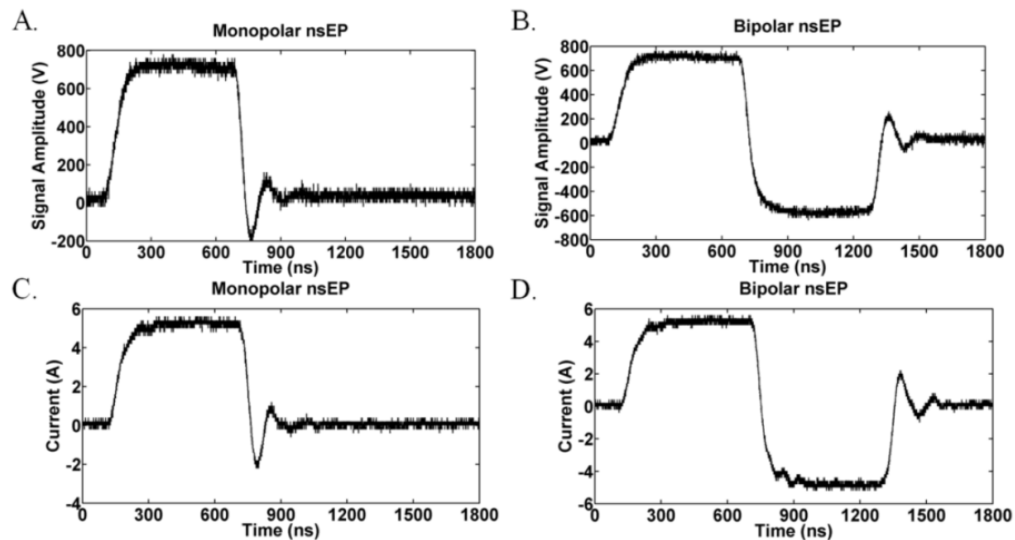 A.
Monopolar nsEP
Signal Amplitude (V)
800
600
400
200
0
-200
0 300 600 900 1200 1500 1800
Time (ns)
B.
Bipolar nsEP
Signal Amplitude (V)
800
600
400
200
0
-200
-400
-600
-800
0 300 600 900 1200 1500 1800
Time (ns)
C.
Monopolar nsEP
Current (A)
6
4
2
0
-2
-4
0 300 600 900 1200 1500 1800
Time (ns)
D.
Bipolar nsEP
Current (A)
6
4
2
0
-2
-4
-6
0 300 600 900 1200 1500 1800
Time (ns)